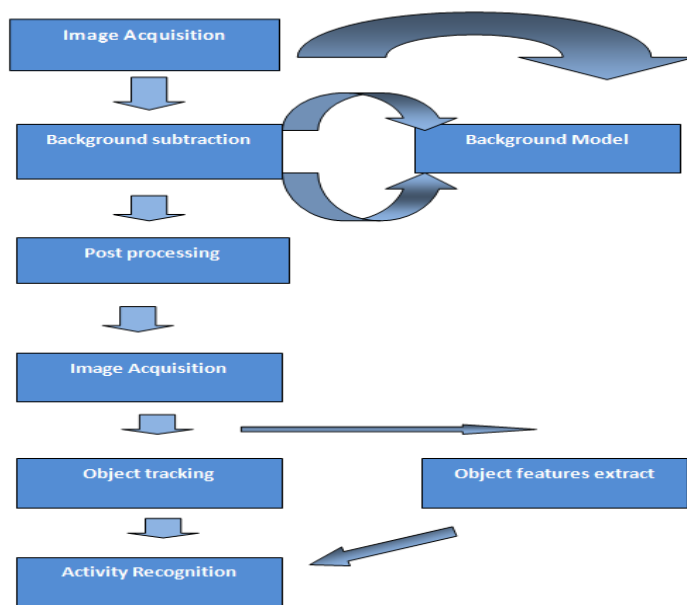 Image Acquisition
Background subtraction
Background Model
Post processing
Image Acquisition
Object tracking
Object features extract
Activity Recognition